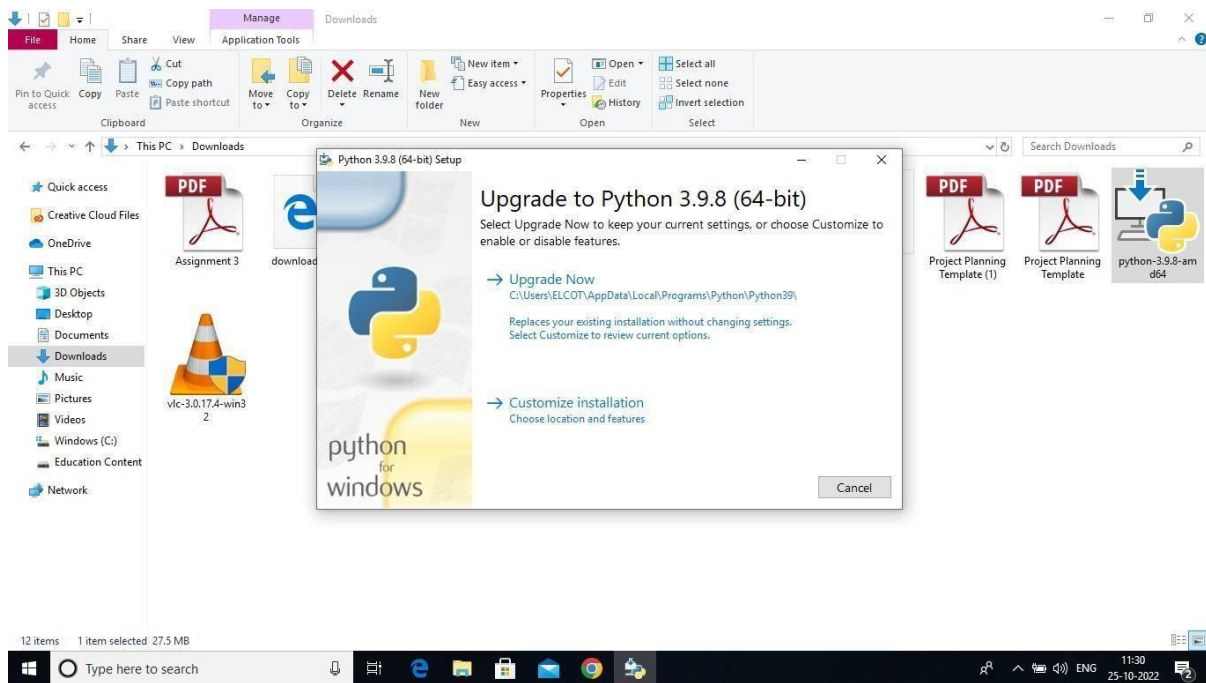 Manage
Downloads
File Home Share View Application Tools
Pin to Quick access
Copy
Paste
Cut
Copy path
Paste shortcut
Clipboard
Move to
Copy to
Delete
Rename
Organize
New folder
New item
Easy access
New
Properties
Open
Edit
History
Open
Select all
Select none
Invert selection
Select
This PC > Downloads
Search Downloads
Quick access
Creative Cloud Files
OneDrive
This PC
3D Objects
Desktop
Documents
Downloads
Music
Pictures
Videos
Windows (C:)
Education Content
Network
PDF
Assignment 3
download
vlc-3.0.17.4-win3
2
Python 3.9.8 (64-bit) Setup
Upgrade to Python 3.9.8 (64-bit)
Select Upgrade Now to keep your current settings, or choose Customize to
enable or disable features.
Upgrade Now
C:\Users\ELCOT\AppData\Local\Programs\Python\Python39\
Replaces your existing installation without changing settings.
Select Customize to review current options.
Customize installation
Choose location and features
python
for
windows
Cancel
PDF
Project Planning
Template (1)
PDF
Project Planning
Template
python-3.9.8-am
d64
12 items 1 item selected 27.5 MB
Type here to search
ENG
11:30
25-10-2022
2